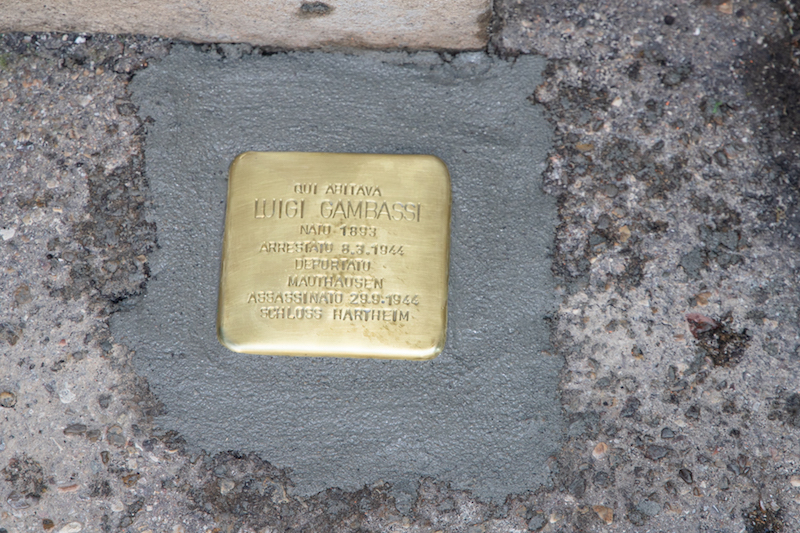 QUI ABITAVA
LUIGI GAMBASSI
NATO 1893
ARRESTATO 8.3.1944
DEPORTATO
MAUTHAUSEN
ASSASSINATO 29.9.1944
SCHLOSS HARTHEIM